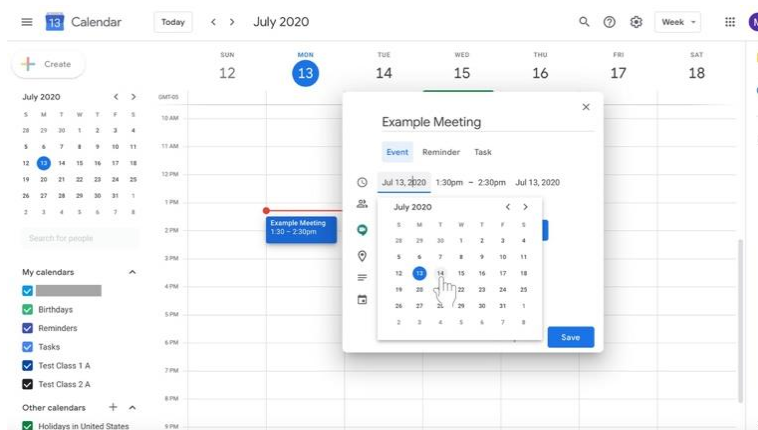 13 Calendar Today July 2020 Week
Create
SUN MON TUE WED THU FRI SAT
12 13 14 15 16 17 18
GMT-05
July 2020
S M T W T F S
28 29 30 1 2 3 4
5 6 7 8 9 10 11
12 13 14 15 16 17 18
19 20 21 22 23 24 25
26 27 28 29 30 31 1
2 3 4 5 6 7 8
Search for people
My calendars
Birthdays
Reminders
Tasks
Test Class 1 A
Test Class 2 A
Other calendars
Holidays in United States
10 AM
11 AM
12 PM
1 PM
2 PM
3 PM
4 PM
5 PM
6 PM
7 PM
8 PM
9 PM
Example Meeting
1:30 – 2:30pm
Example Meeting
Event Reminder Task
Jul 13, 2020 1:30pm – 2:30pm Jul 13, 2020
July 2020
S M T W T F S
28 29 30 1 2 3 4
5 6 7 8 9 10 11
12 13 14 15 16 17 18
19 20 22 23 24 25
26 27 29 30 31 1
2 3 4 5 6 7 8
Save